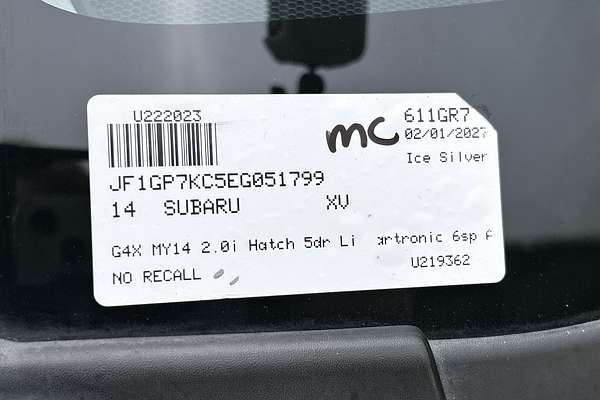 U222023
mc
611GR7
02/01/2027
Ice Silver
JF1GP7KC5EG051799
14 SUBARU XV
G4X MY14 2.0i Hatch 5dr Li artronic 6sp A
U219362
NO RECALL